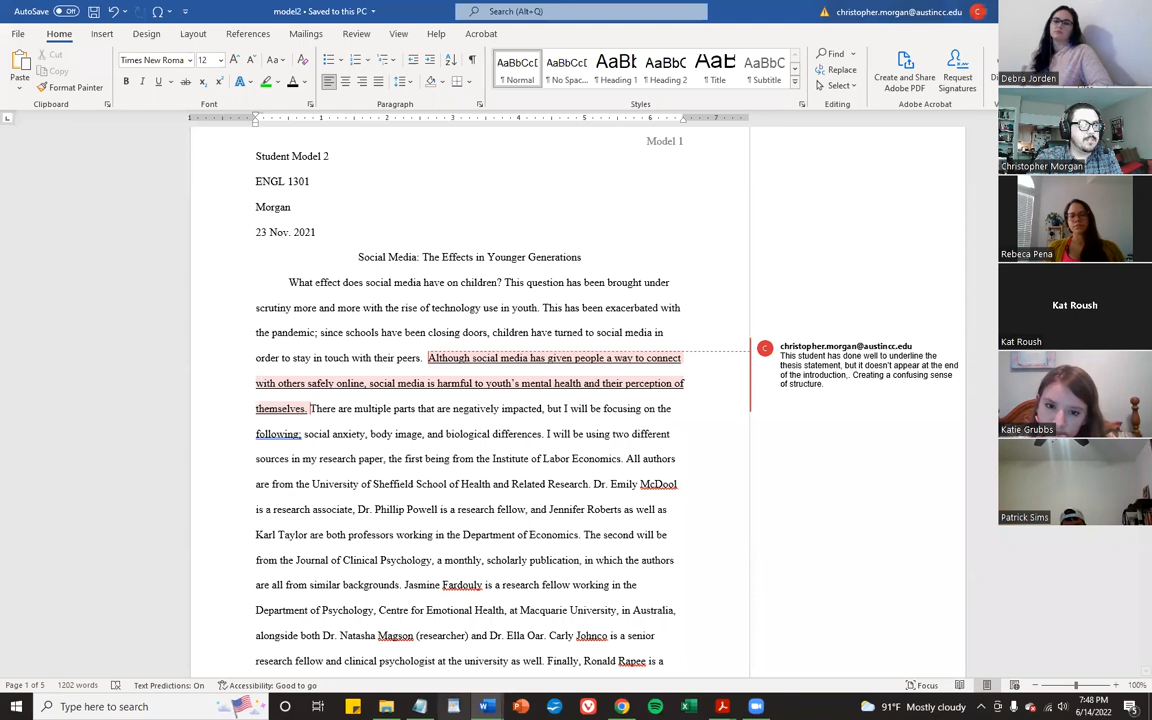 AutoSave Off model2 • Saved to this PC Search (Alt+Q) christopher.morgan@austincc.edu C
File Home Insert Design Layout References Mailings Review View Help Acrobat
Paste Cut Copy Format Painter
Times New Roma 12 Aa
B I U ab x₂ x² A A
AaBbCcI AaBbCcI AaBb AaBbCc AaBb AaBbCc
¶ Normal ¶ No Spac... ¶ Heading 1 ¶ Heading 2 ¶ Title ¶ Subtitle
Find Replace Select
Create and Share Adobe PDF Request Signatures
Clipboard Font Paragraph Styles Editing Adobe Acrobat
1 1 2 3 4 5 6 7
Model 1
Student Model 2
ENGL 1301
Morgan
23 Nov. 2021
Social Media: The Effects in Younger Generations
What effect does social media have on children? This question has been brought under
scrutiny more and more with the rise of technology use in youth. This has been exacerbated with
the pandemic; since schools have been closing doors, children have turned to social media in
order to stay in touch with their peers. Although social media has given people a way to connect
with others safely online, social media is harmful to youth's mental health and their perception of
themselves. There are multiple parts that are negatively impacted, but I will be focusing on the
following; social anxiety, body image, and biological differences. I will be using two different
sources in my research paper, the first being from the Institute of Labor Economics. All authors
are from the University of Sheffield School of Health and Related Research. Dr. Emily McDool
is a research associate, Dr. Phillip Powell is a research fellow, and Jennifer Roberts as well as
Karl Taylor are both professors working in the Department of Economics. The second will be
from the Journal of Clinical Psychology, a monthly, scholarly publication, in which the authors
are all from similar backgrounds. Jasmine Fardouly is a research fellow working in the
Department of Psychology, Centre for Emotional Health, at Macquarie University, in Australia,
alongside both Dr. Natasha Magson (researcher) and Dr. Ella Oar. Carly Johnco is a senior
research fellow and clinical psychologist at the university as well. Finally, Ronald Rapee is a
C christopher.morgan@austincc.edu
This student has done well to underline the
thesis statement, but it doesn't appear at the end
of the introduction,. Creating a confusing sense
of structure.
Debra Jorden
Christopher Morgan
Rebeca Pena
Kat Roush
Kat Roush
Katie Grubbs
Patrick Sims
Page 1 of 5 1202 words Text Predictions: On Accessibility: Good to go Focus 100%
Type here to search 91°F Mostly cloudy 7:48 PM
6/14/2022